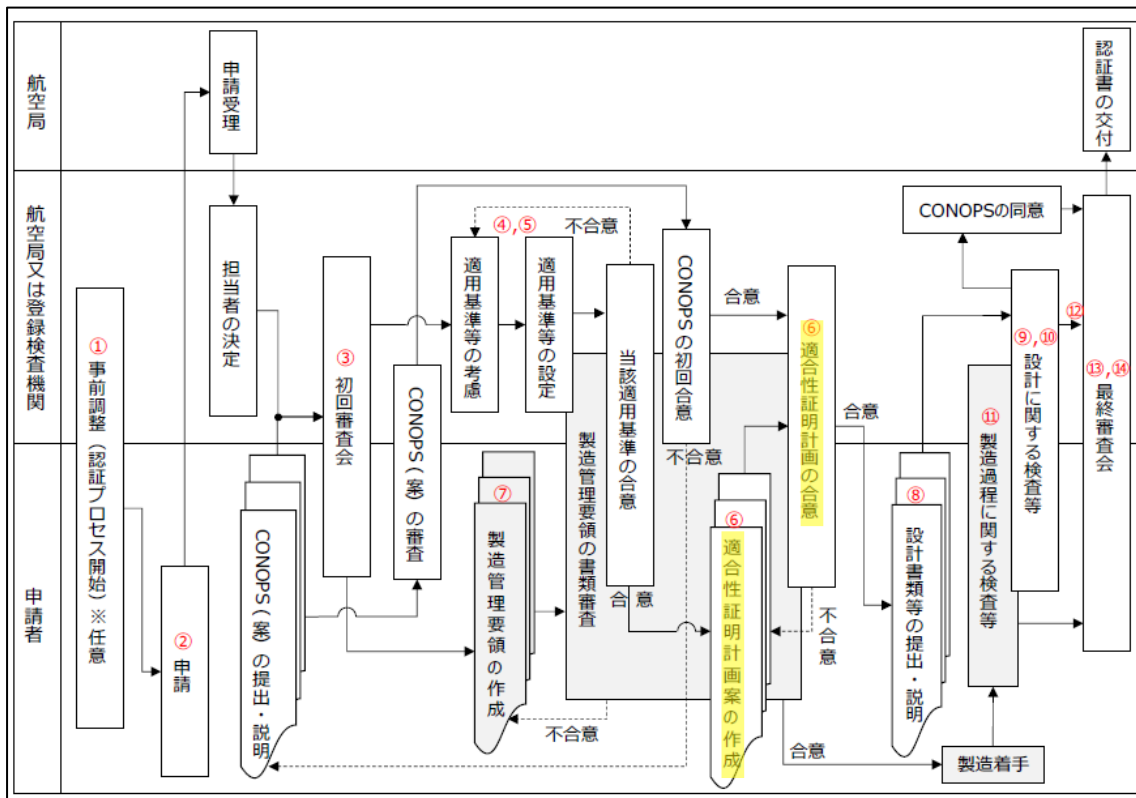 航空局
航空局又は登録検査機関
申請者
① 事前調整（認証プロセス開始）※任意
② 申請
申請受理
担当者の決定
CONOPS(案)の提出・説明
③ 初回審査会
CONOPS(案)の審査
④,⑤
適用基準等の考慮
適用基準等の設定
不合意
当該適用基準の合意
合意
⑦ 製造管理要領の作成
製造管理要領の書類審査
不合意
CONOPSの初回合意
合意
不合意
⑥ 適合性証明計画案の作成
⑥ 適合性証明計画の合意
合意
不合意
合意
⑧ 設計書類等の提出・説明
製造着手
⑪ 製造過程に関する検査等
⑨,⑩ 設計に関する検査等
CONOPSの同意
⑫
⑬,⑭ 最終審査会
認証書の交付